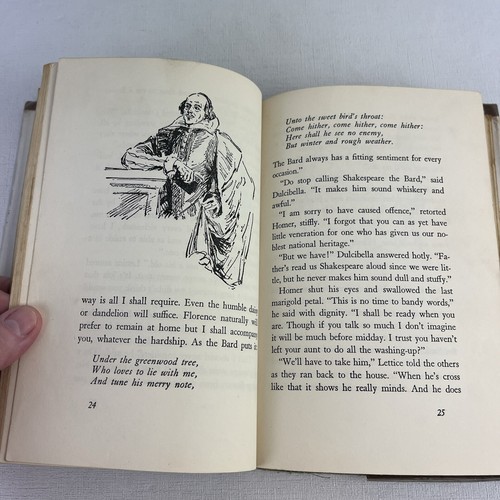 way is all I shall require. Even the humble
or dandelion will suffice. Florence naturally
prefer to remain at home but I shall accompany
you, whatever the hardship. As the Bard puts it:
Under the greenwood tree,
Who loves to lie with me,
And tune his merry note,
24
Unto the sweet bird's throat:
Come hither, come hither, come hither:
Here shall he see no enemy,
But winter and rough weather.
The Bard always has a fitting sentiment for every
occasion."
"Do stop calling Shakespeare the Bard," said
Dulcibella. "It makes him sound whiskery and
awful."
"I am sorry to have caused offence," retorted
Homer, stiffly. "I forgot that you can as yet have
little veneration for one who has given us our no-
blest national heritage."
"But we have!" Dulcibella answered hotly. "Fa-
ther's read us Shakespeare aloud since we were lit-
tle, but he never makes him sound dull and stuffy."
Homer shut his eyes and swallowed the last
marigold petal. "This is no time to bandy words,"
he said with dignity. "I shall be ready when you
are. Though if you talk so much I don't imagine
it will be much before midday. I trust you haven't
left your aunt to do all the washing-up?"
"We'll have to take him," Lettice told the others
as they ran back to the house. "When he's cross
like that it shows he really minds. And he does
25